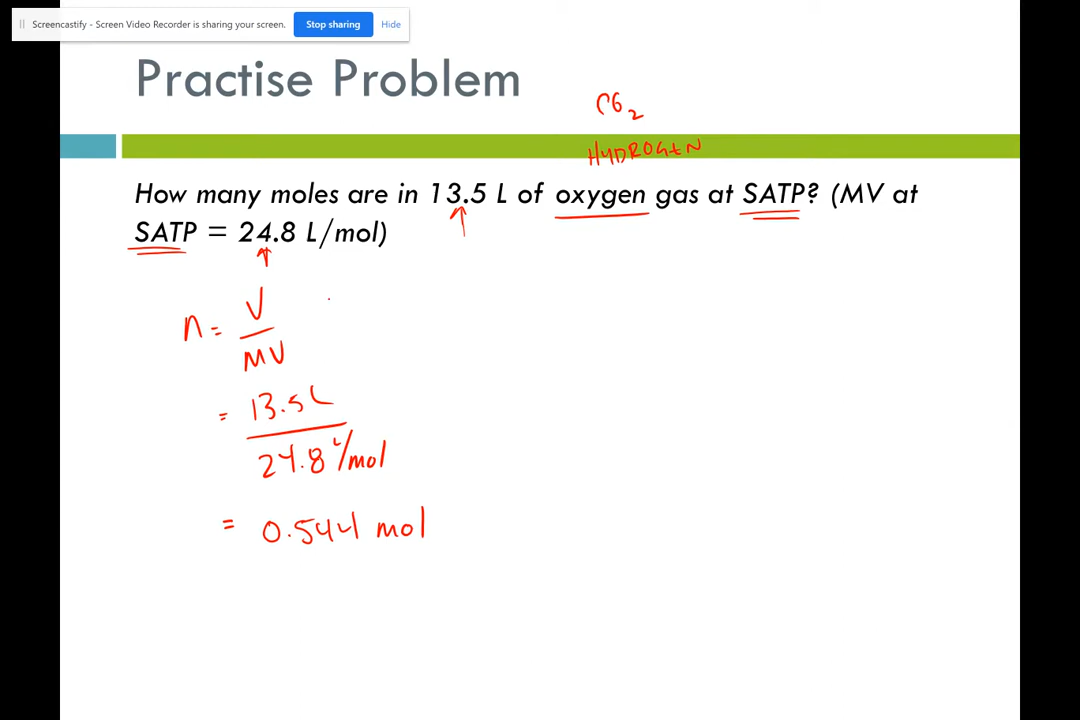 Screencastify - Screen Video Recorder is sharing your screen. Stop sharing Hide
Practise Problem
CO2
HYDROGEN
How many moles are in 13.5 L of oxygen gas at SATP? (MV at
SATP = 24.8 L/mol)
n = V
MV
= 13.5 L
24.8 L/mol
= 0.544 mol